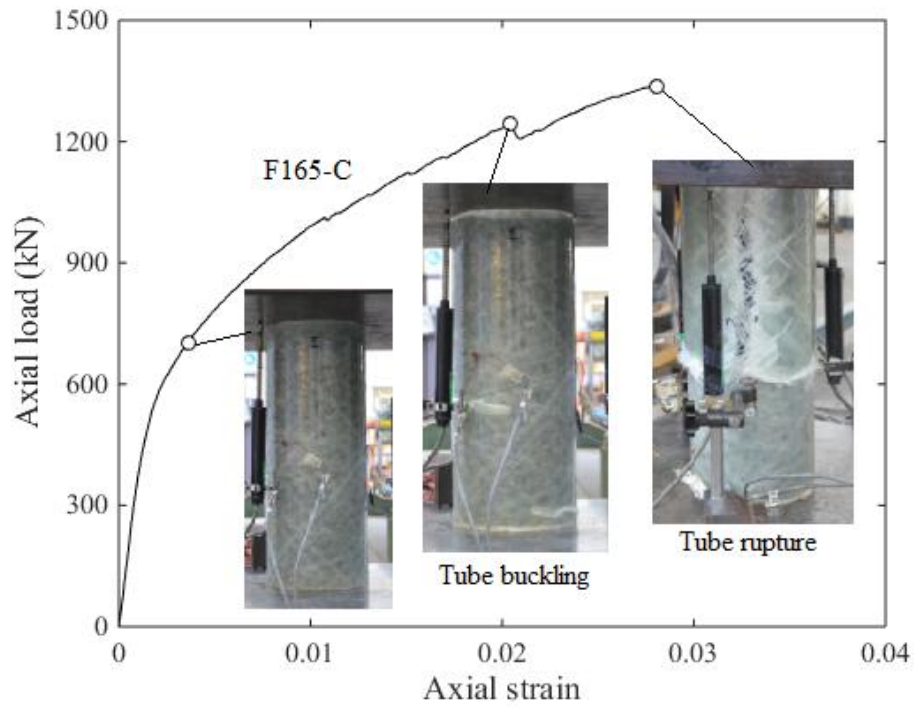 1500
1200
900
600
300
0
Axial load (kN)
F165-C
Tube buckling
Tube rupture
0
0.01
0.02
0.03
0.04
Axial strain